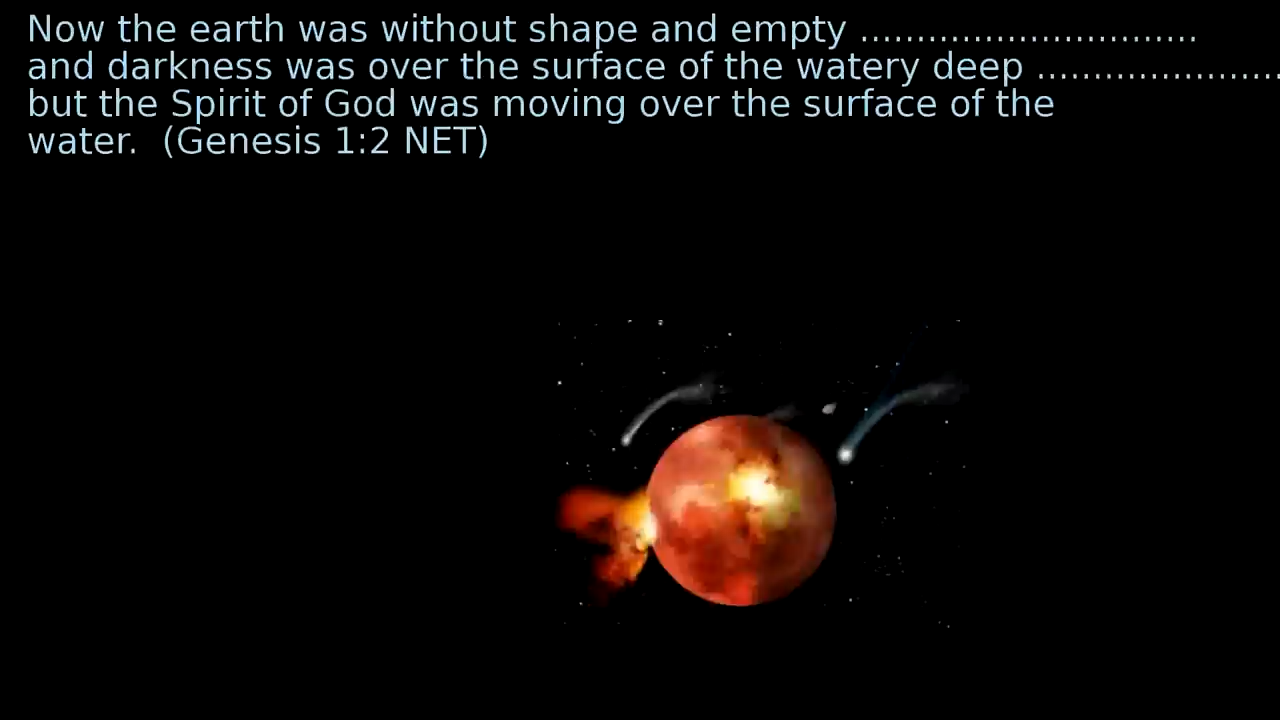 Now the earth was without shape and empty ..............................
and darkness was over the surface of the watery deep ......................
but the Spirit of God was moving over the surface of the
water.  (Genesis 1:2 NET)